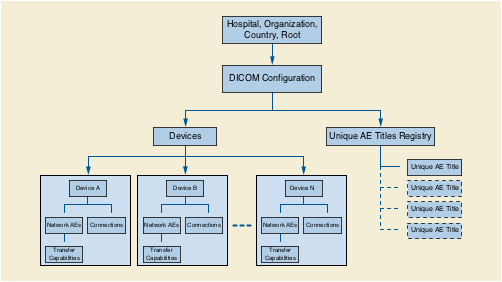 Hospital, Organization,
Country, Root
DICOM Configuration
Devices
Unique AE Titles Registry
Unique AE Title
Unique AE Title
Unique AE Title
Unique AE Title
Device A
Network AEs
Connections
Transfer
Capabilities
Device B
Network AEs
Connections
Transfer
Capabilities
Device N
Network AEs
Connections
Transfer
Capabilities